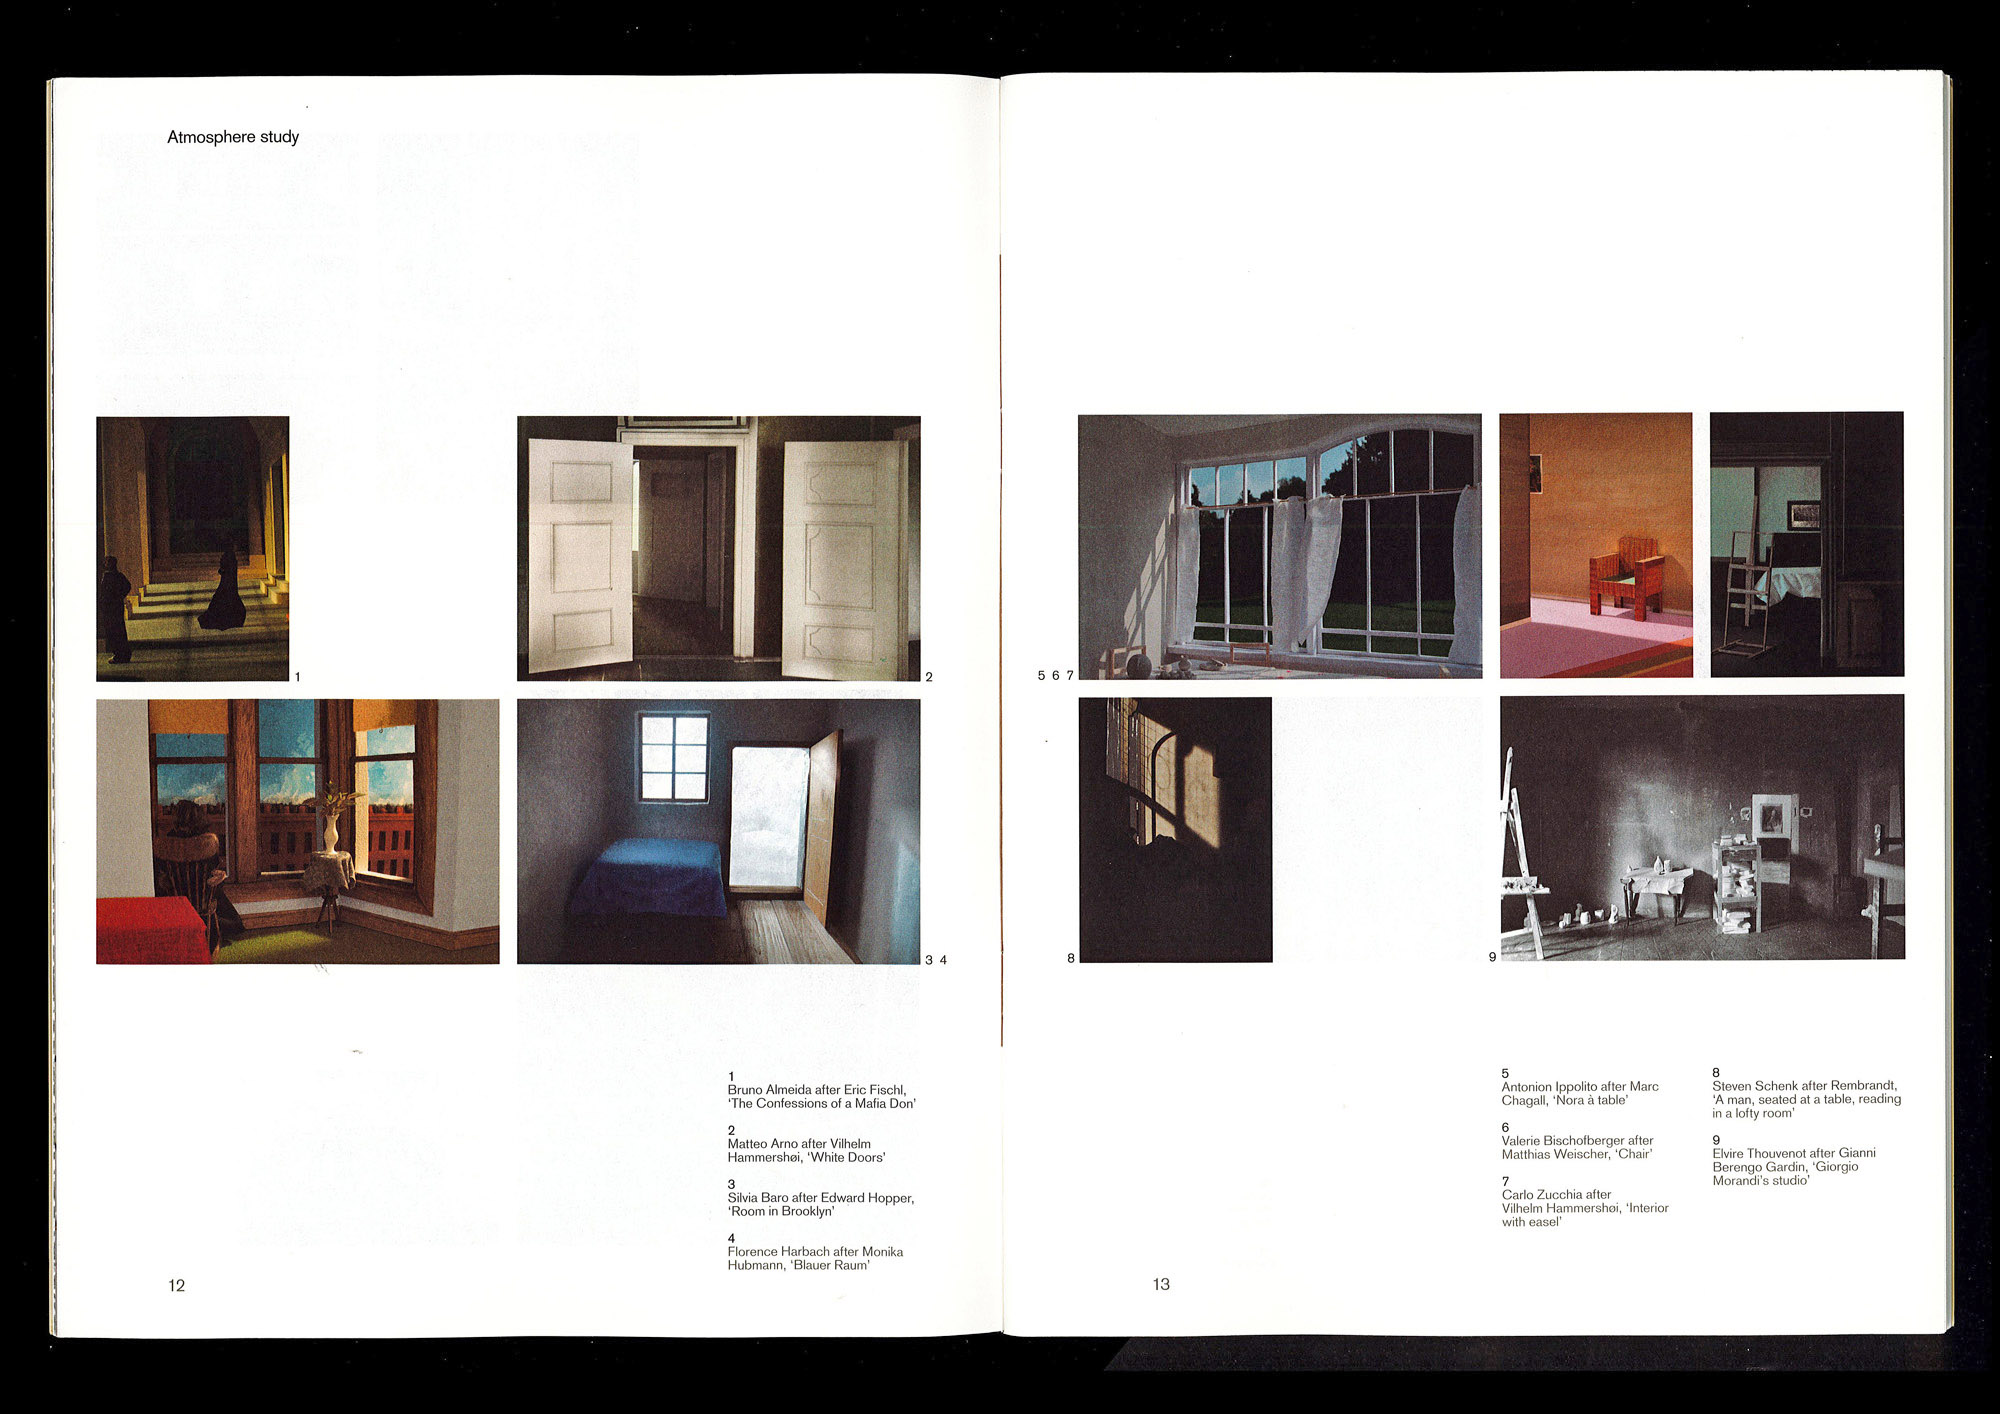 Atmosphere study
1
2
3 4
1
Bruno Almeida after Eric Fischl,
‘The Confessions of a Mafia Don’
2
Matteo Arno after Vilhelm
Hammershøi, ‘White Doors’
3
Silvia Baro after Edward Hopper,
‘Room in Brooklyn’
4
Florence Harbach after Monika
Hubmann, ‘Blauer Raum’
12
5 6 7
8
9
5
Antonion Ippolito after Marc
Chagall, ‘Nora à table’
6
Valerie Bischofberger after
Matthias Weischer, ‘Chair’
7
Carlo Zucchia after
Vilhelm Hammershøi, ‘Interior
with easel’
8
Steven Schenk after Rembrandt,
‘A man, seated at a table, reading
in a lofty room’
9
Elvire Thouvenot after Gianni
Berengo Gardin, ‘Giorgio
Morandi’s studio’
13